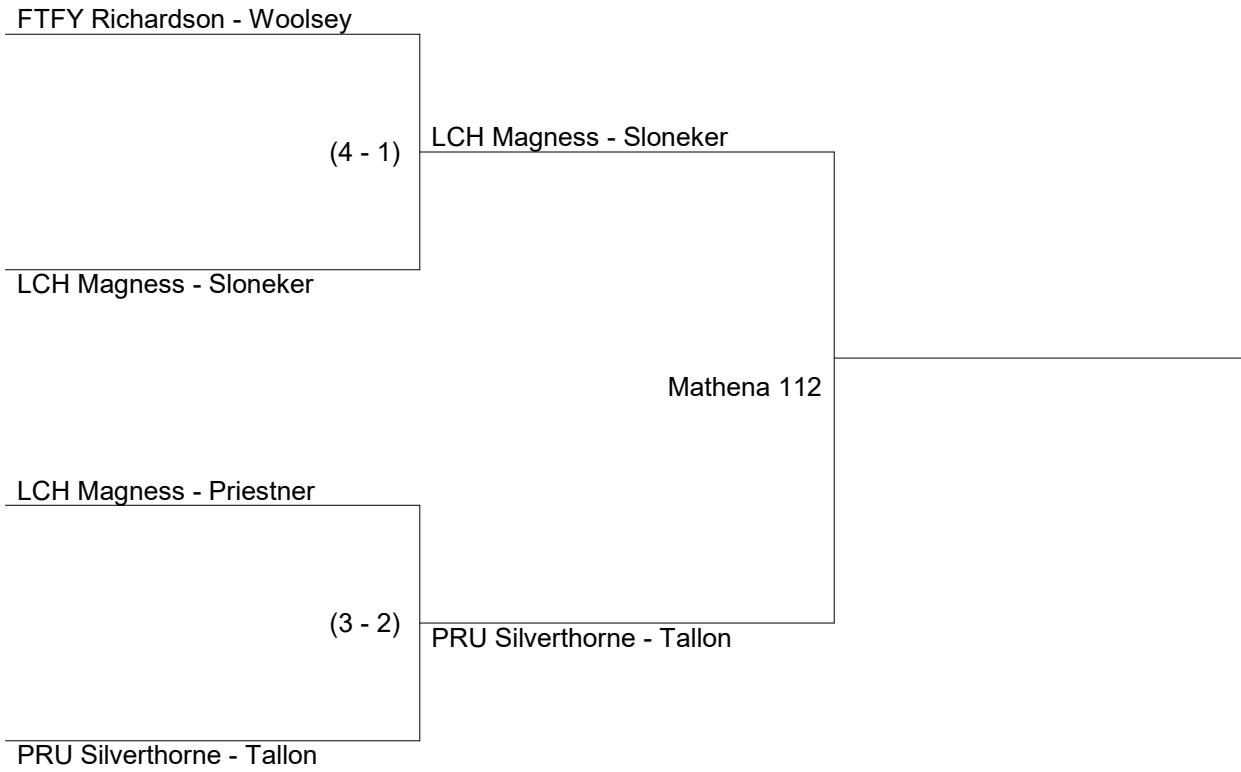 FTFY Richardson - Woolsey
(4 - 1)
LCH Magness - Sloneker
LCH Magness - Sloneker
Mathena 112
LCH Magness - Priestner
(3 - 2)
PRU Silverthorne - Tallon
PRU Silverthorne - Tallon